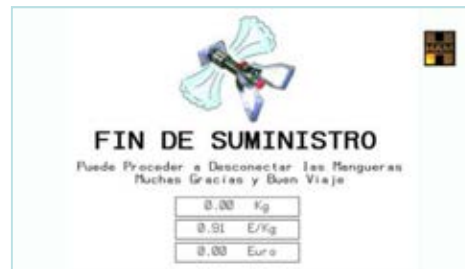 FIN DE SUMINISTRO
Puede Proceder a Desconectar las Mangueras
Muchas Gracias y Buen Viaje
0.00 Kg
0.91 E/Kg
0.00 Euro